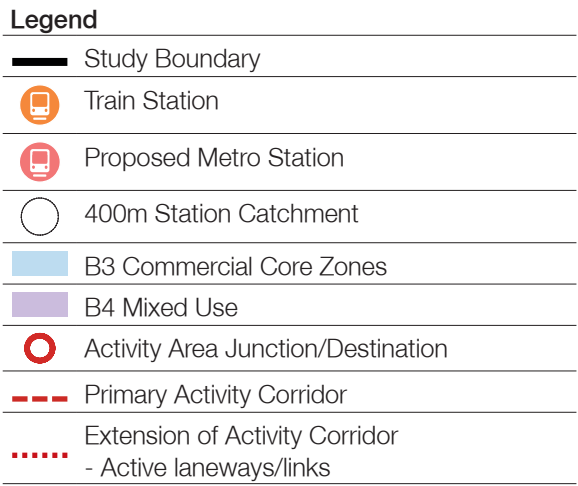 Legend
Study Boundary
Train Station
Proposed Metro Station
400m Station Catchment
B3 Commercial Core Zones
B4 Mixed Use
Activity Area Junction/Destination
Primary Activity Corridor
Extension of Activity Corridor
- Active laneways/links